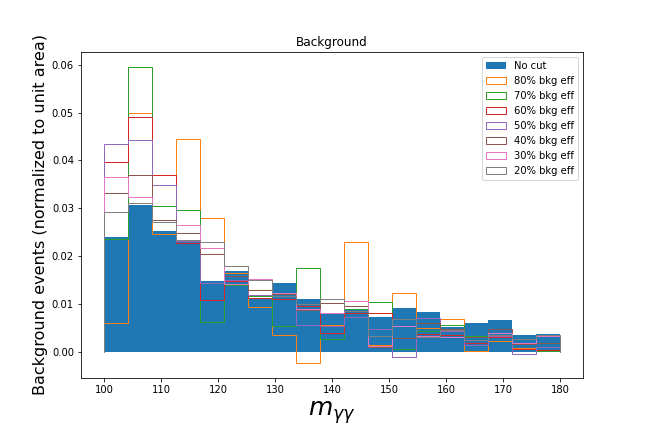 Background
Background events (normalized to unit area)
0.06
0.05
0.04
0.03
0.02
0.01
0.00
100
110
120
130
140
150
160
170
180
mγγ
No cut
80% bkg eff
70% bkg eff
60% bkg eff
50% bkg eff
40% bkg eff
30% bkg eff
20% bkg eff